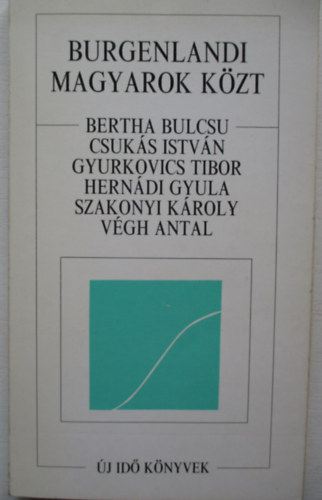 BURGENLANDI
MAGYAROK KÖZT
BERTHA BULCSU
CSUKÁS ISTVÁN
GYURKOVICS TIBOR
HERNÁDI GYULA
SZAKONYI KÁROLY
VÉGH ANTAL
ÚJ IDŐ KÖNYVEK